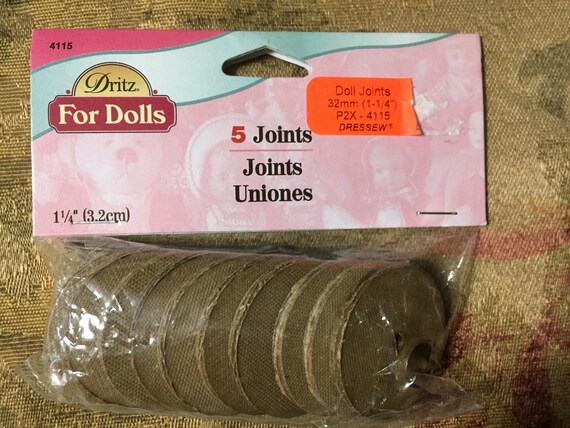 4115
Dritz®
For Dolls
5 Joints
Joints
Uniones
1¼" (3.2cm)
Doll Joints
32mm (1-1/4")
P2X - 4115
DRESSEW